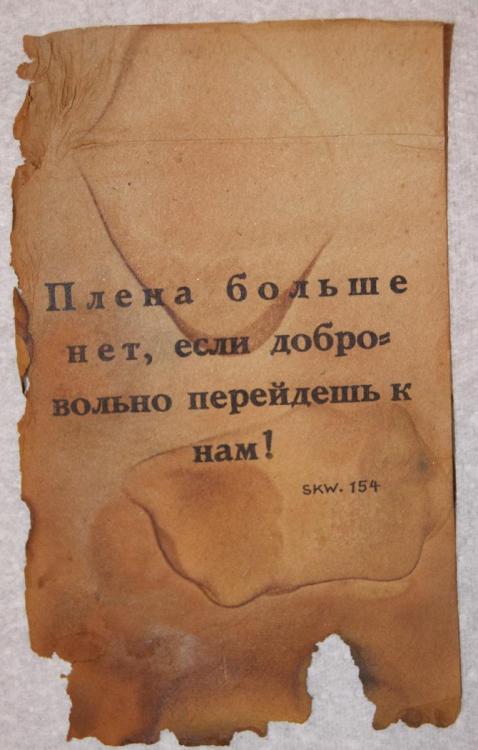 Плена больше
нет, если добро=
вольно перейдешь к
нам!
SKW. 154